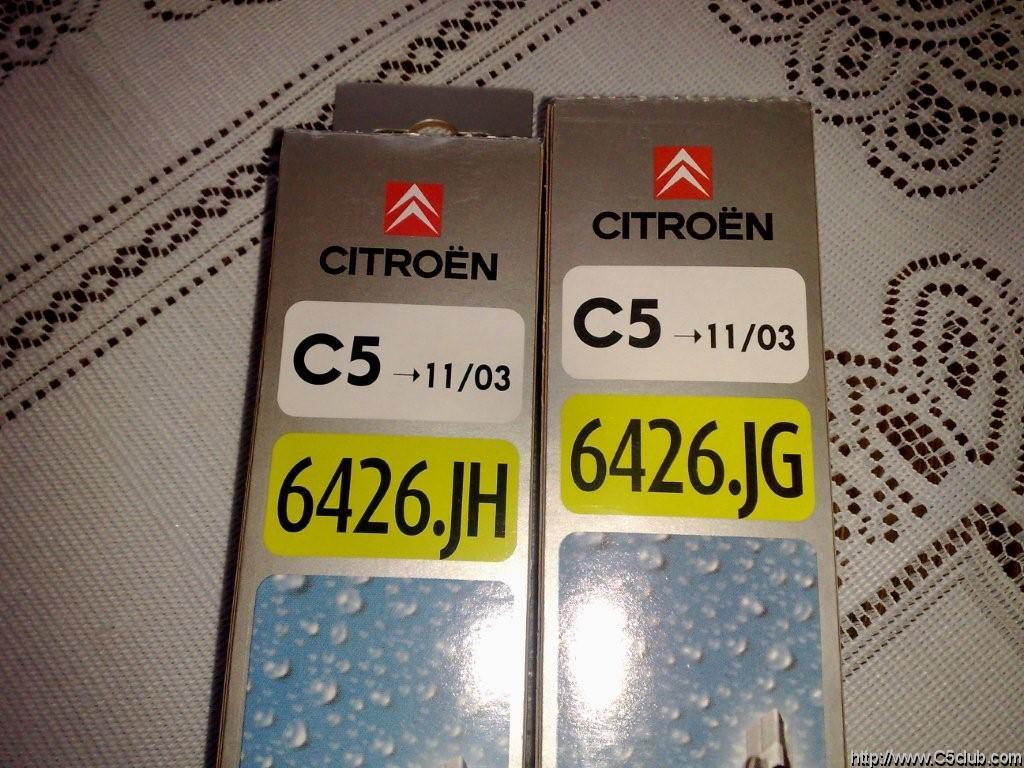 CITROËN
C5 →11/03
6426.JH
CITROËN
C5 →11/03
6426.JG
http://www.C5club.com